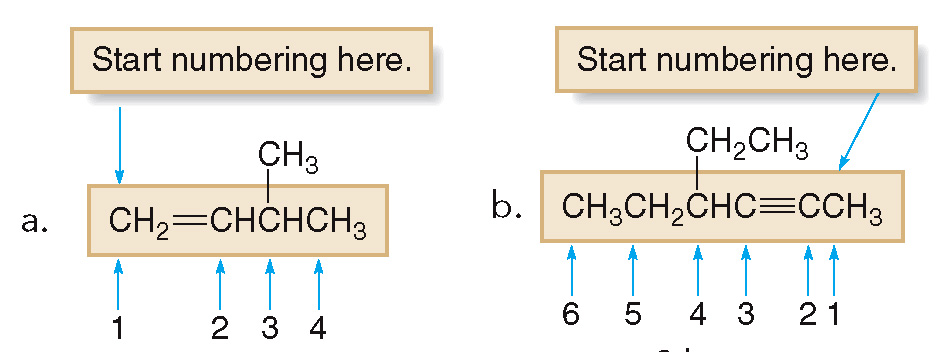 Start numbering here.
CH3
a. CH2=CHCHCH3
1 2 3 4
Start numbering here.
CH2CH3
b. CH3CH2CHC≡CCH3
6 5 4 3 2 1